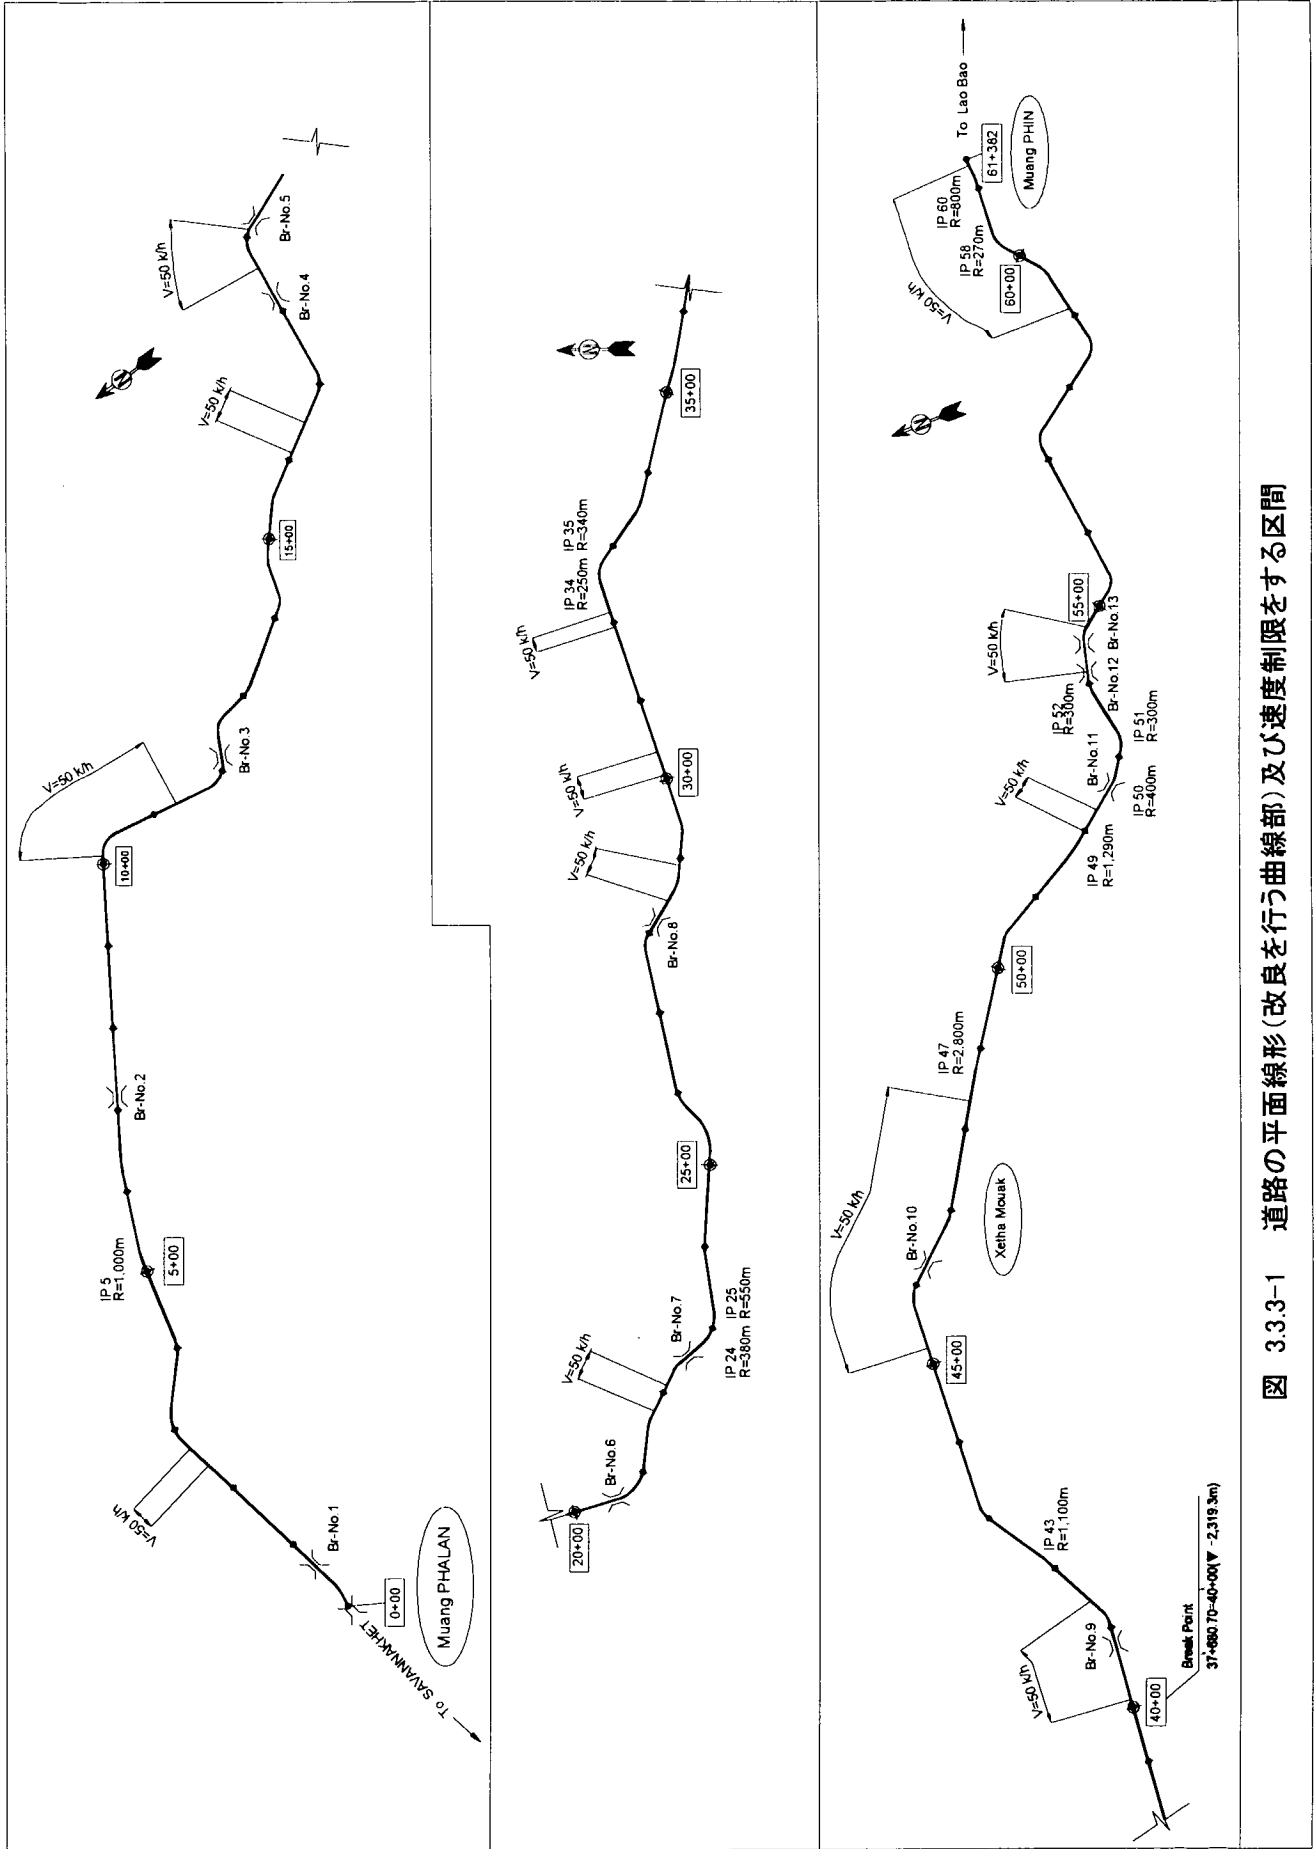 To SAVANNAKHET
Muang PHALAN
0+00
Br-No.1
V=50 k/h
IP 5
R=1,000m
5+00
Br-No.2
10+00
V=50 k/h
Br-No.3
15+00
V=50 k/h
N
Br-No.4
V=50 k/h
Br-No.5
20+00
Br-No.6
V=50 k/h
Br-No.7
IP 24
R=380m
IP 25
R=550m
25+00
Br-No.8
V=50 k/h
30+00
V=50 k/h
V=50 k/h
IP 34
R=250m
IP 35
R=340m
N
35+00
Break Point
37+680.70=40+00(▼ -2,319.3m)
40+00
V=50 k/h
Br-No.9
IP 43
R=1,100m
45+00
V=50 k/h
Br-No.10
Xetha Mouak
IP 47
R=2,800m
50+00
IP 49
R=1,290m
V=50 k/h
Br-No.11
IP 50
R=400m
IP 51
R=300m
IP 52
R=300m
Br-No.12
Br-No.13
V=50 k/h
55+00
N
V=50 k/h
60+00
IP 58
R=270m
IP 60
R=800m
61+382
Muang PHIN
To Lao Bao
図 3.3.3-1 道路の平面線形(改良を行う曲線部)及び速度制限をする区間